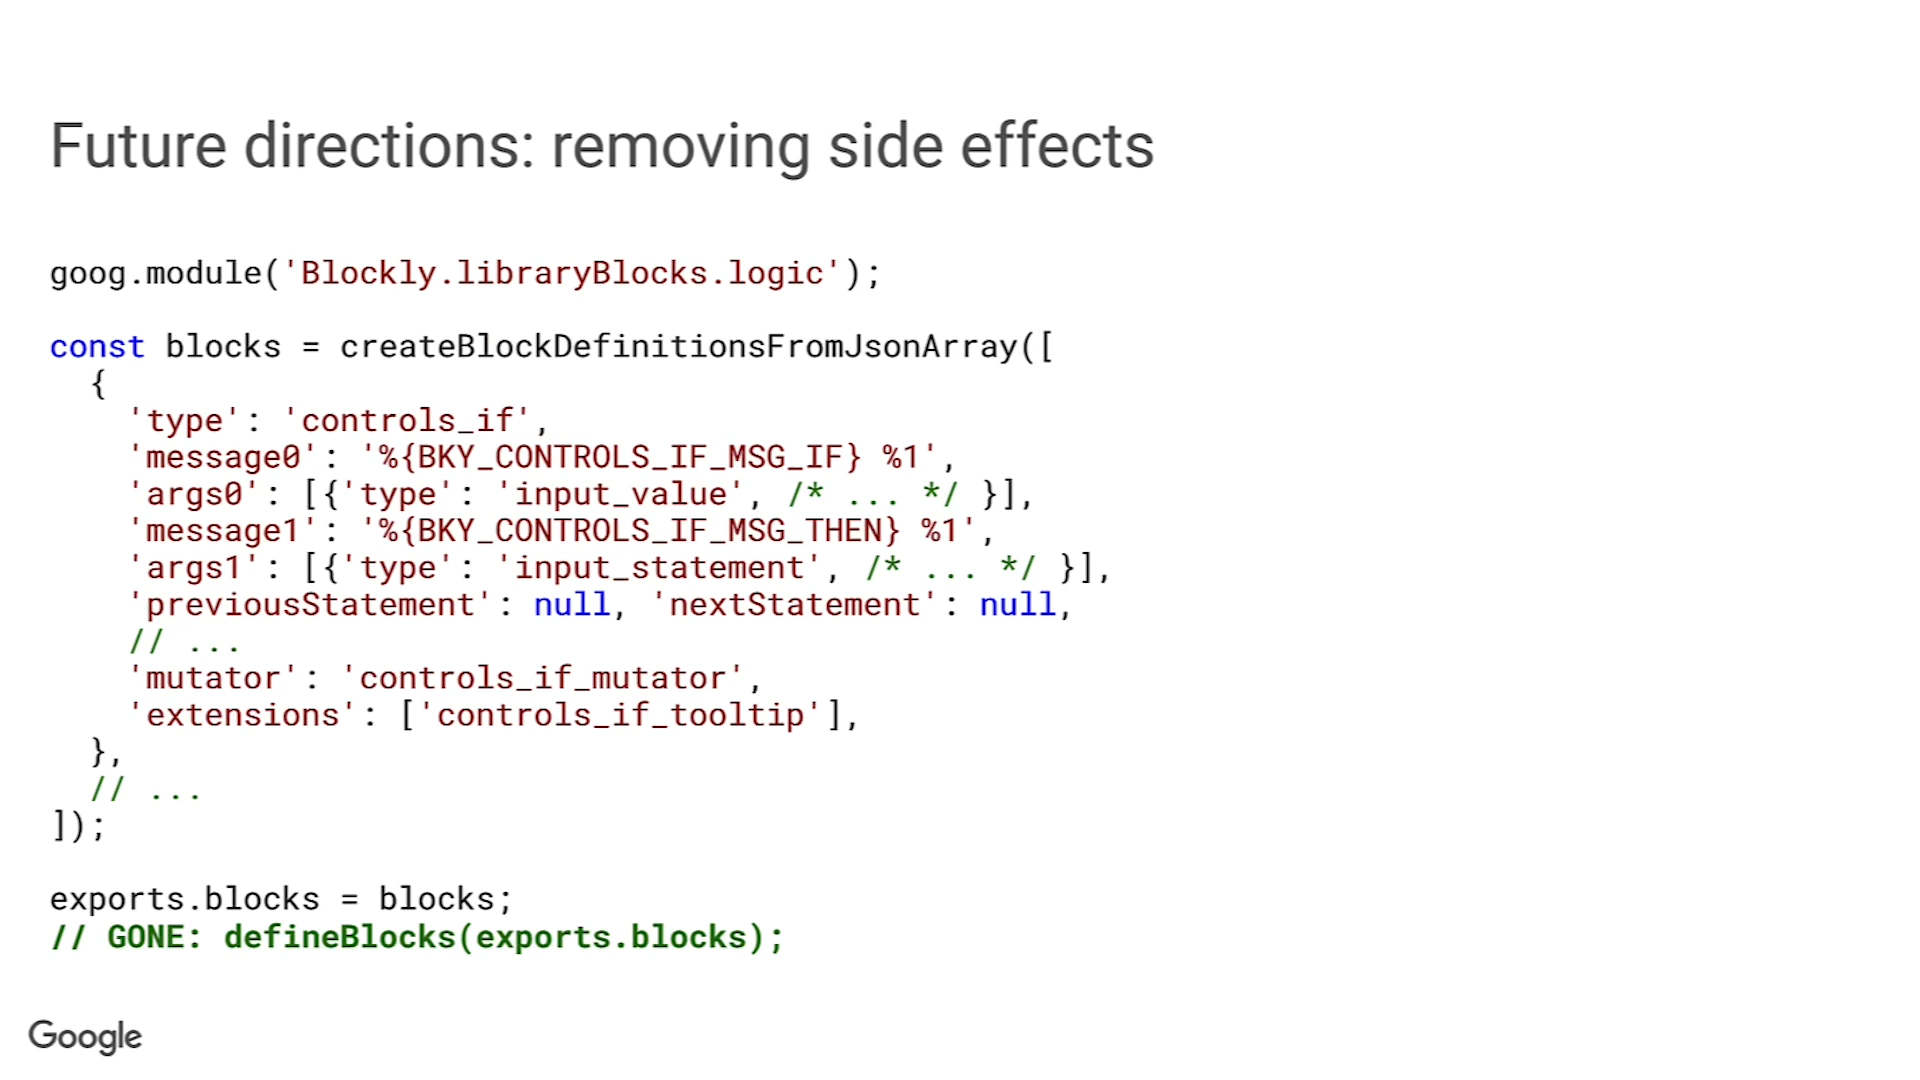 Future directions: removing side effects
goog.module('Blockly.libraryBlocks.logic');
const blocks = createBlockDefinitionsFromJsonArray([
  {
    'type': 'controls_if',
    'message0': '%{BKY_CONTROLS_IF_MSG_IF} %1',
    'args0': [{'type': 'input_value', /* ... */ }],
    'message1': '%{BKY_CONTROLS_IF_MSG_THEN} %1',
    'args1': [{'type': 'input_statement', /* ... */ }],
    'previousStatement': null, 'nextStatement': null,
    // ...
    'mutator': 'controls_if_mutator',
    'extensions': ['controls_if_tooltip'],
  },
  // ...
]);
exports.blocks = blocks;
// GONE: defineBlocks(exports.blocks);
Google